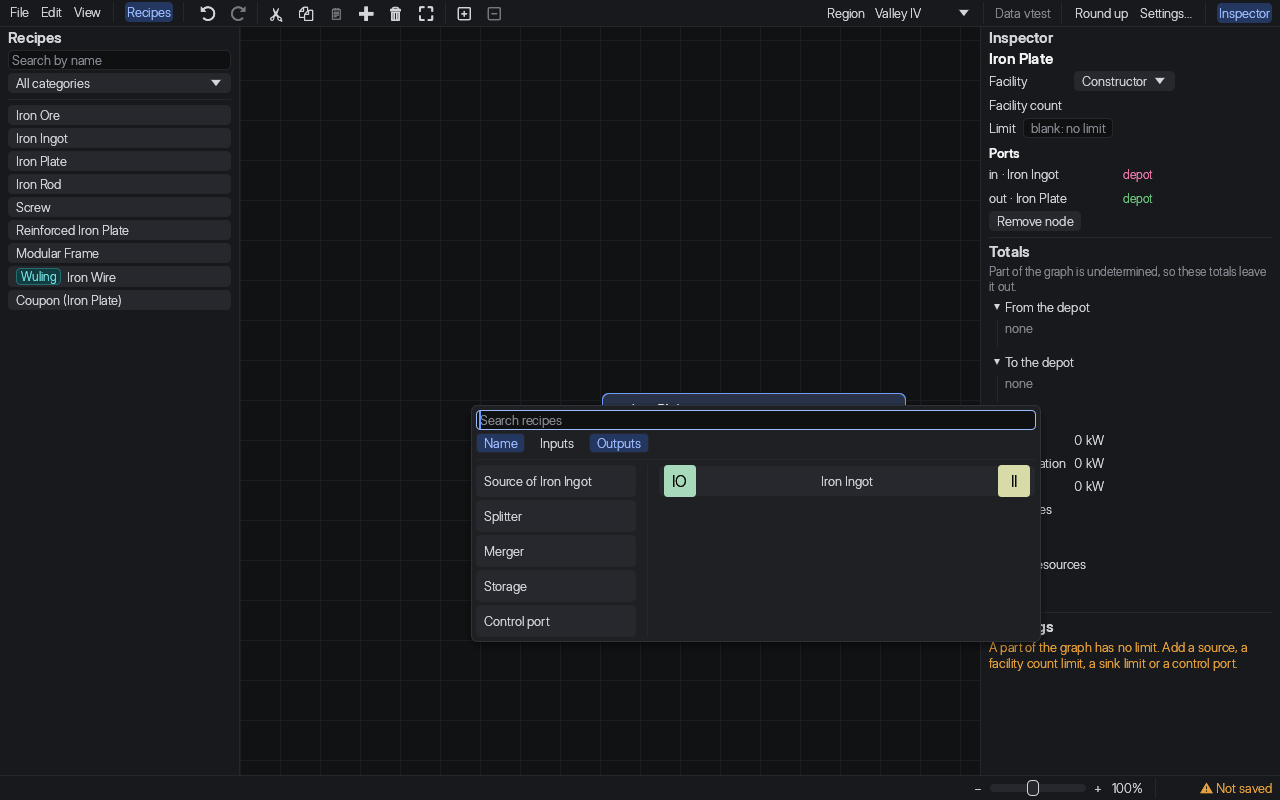 File Edit View Recipes Region Valley IV Data vtest Round up Settings... Inspector
Recipes
Search by name
All categories
Iron Ore
Iron Ingot
Iron Plate
Iron Rod
Screw
Reinforced Iron Plate
Modular Frame
Wuling Iron Wire
Coupon (Iron Plate)
Search recipes
Name Inputs Outputs
Source of Iron Ingot
Splitter
Merger
Storage
Control port
IO Iron Ingot II
Inspector
Iron Plate
Facility Constructor
Facility count
Limit blank: no limit
Ports
in · Iron Ingot depot
out · Iron Plate depot
Remove node
Totals
Part of the graph is undetermined, so these totals leave
it out.
From the depot
none
To the depot
none
0 kW
ation 0 kW
0 kW
es
esources
gs
A part of the graph has no limit. Add a source, a
facility count limit, a sink limit or a control port.
− + 100% Not saved